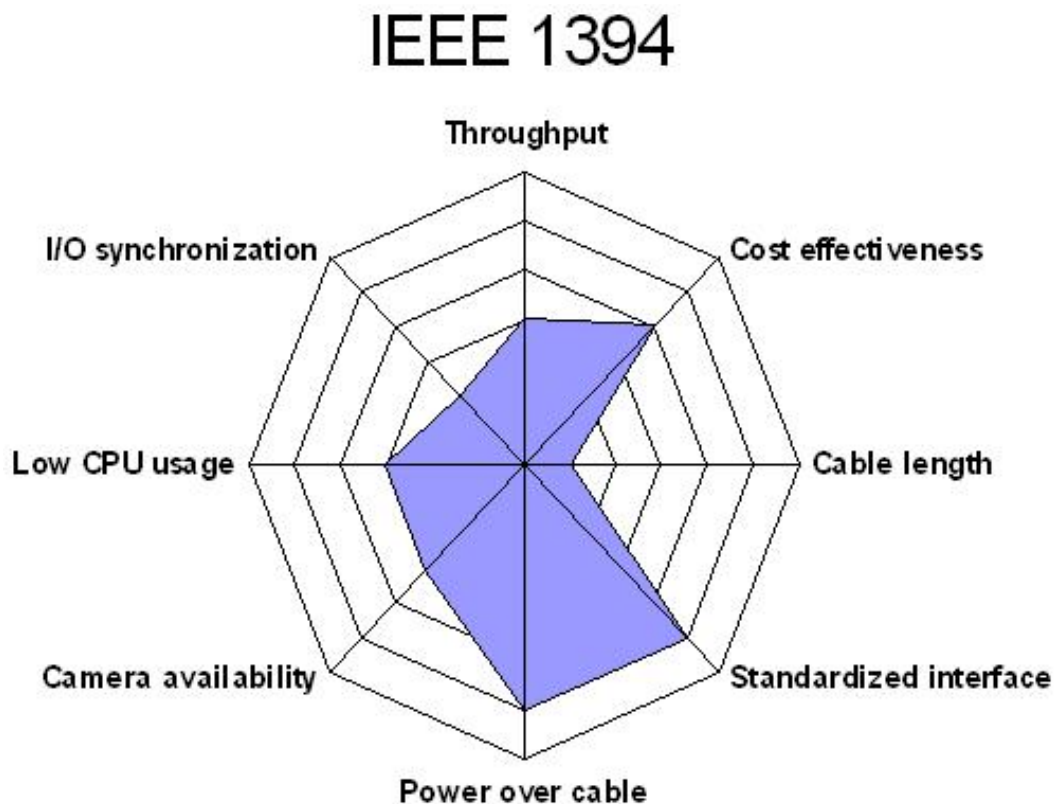 IEEE 1394
Throughput
I/O synchronization
Cost effectiveness
Low CPU usage
Cable length
Camera availability
Standardized interface
Power over cable